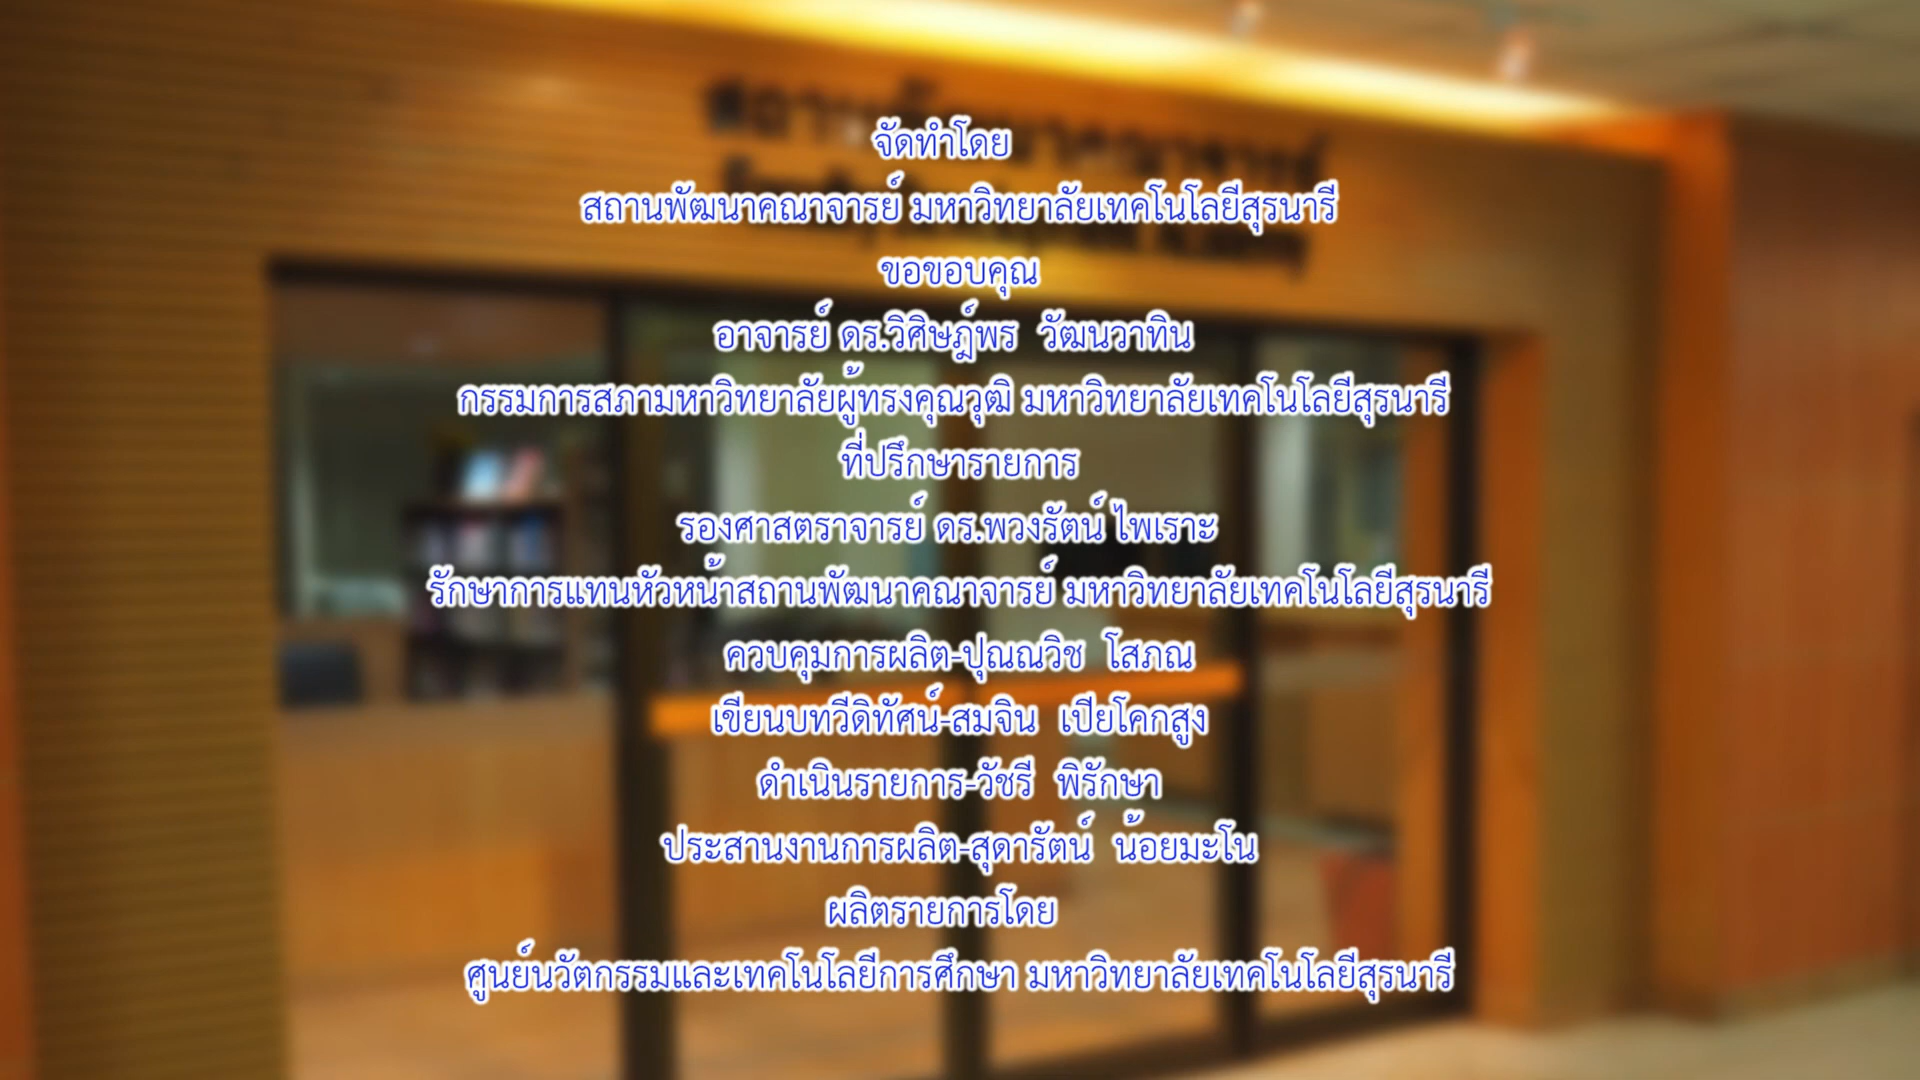 จัดทำโดย
สถานพัฒนาคณาจารย์ มหาวิทยาลัยเทคโนโลยีสุรนารี
ขอขอบคุณ
อาจารย์ ดร.วิศิษฎ์พร วัฒนวาทิน
กรรมการสภามหาวิทยาลัยผู้ทรงคุณวุฒิ มหาวิทยาลัยเทคโนโลยีสุรนารี
ที่ปรึกษารายการ
รองศาสตราจารย์ ดร.พวงรัตน์ ไพเราะ
รักษาการแทนหัวหน้าสถานพัฒนาคณาจารย์ มหาวิทยาลัยเทคโนโลยีสุรนารี
ควบคุมการผลิต-ปุณณวิช โสภณ
เขียนบทวีดิทัศน์-สมจิน เปียโคกสูง
ดำเนินรายการ-วัชรี พิรักษา
ประสานงานการผลิต-สุดารัตน์ น้อยมะโน
ผลิตรายการโดย
ศูนย์นวัตกรรมและเทคโนโลยีการศึกษา มหาวิทยาลัยเทคโนโลยีสุรนารี